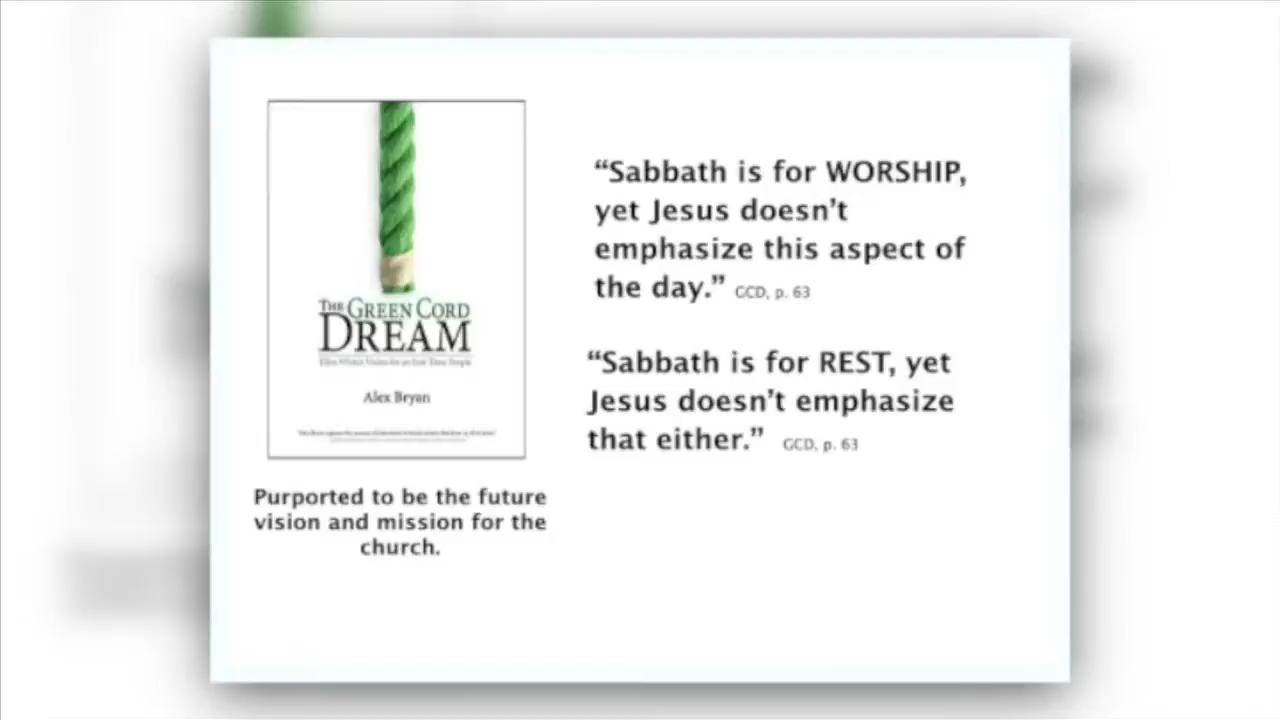 THE GREEN CORD
DREAM
Alex Bryan
Purported to be the future
vision and mission for the
church.
“Sabbath is for WORSHIP,
yet Jesus doesn’t
emphasize this aspect of
the day.” GCD, p. 63
“Sabbath is for REST, yet
Jesus doesn’t emphasize
that either.” GCD, p. 63